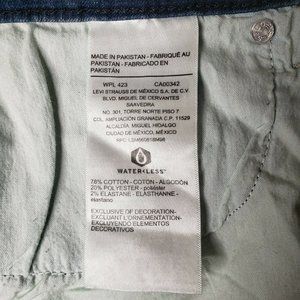 MADE IN PAKISTAN - FABRIQUÉ AU
PAKISTAN - FABRICADO EN
PAKISTÁN
WPL 423 CA00342
LEVI STRAUSS DE MÉXICO S.A. DE C.V
BLVD. MIGUEL DE CERVANTES
SAAVEDRA
NO. 301, TORRE NORTE PISO 7
COL. AMPLIACIÓN GRANADA C.P. 11529
ALCALDÍA. MIGUEL HIDALGO
CIUDAD DE MÉXICO, MÉXICO
WATER<LESS
78% COTTON - COTON - ALGODÓN
20% POLYESTER - poliéster
2% ELASTANE - ÉLASTHANNE -
elastano
EXCLUSIVE OF DECORATION-
EXCLUANT L'ORNEMENTATION-
EXCLUYENDO ELEMENTOS
DECORATIVOS